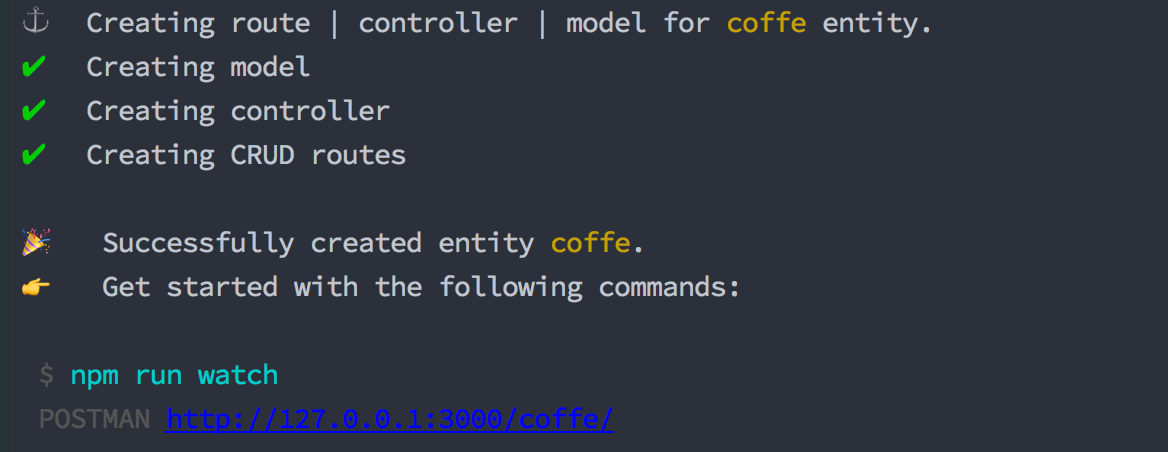 Creating route | controller | model for coffe entity.
Creating model
Creating controller
Creating CRUD routes
Successfully created entity coffe.
Get started with the following commands:
$ npm run watch
POSTMAN http://127.0.0.1:3000/coffe/